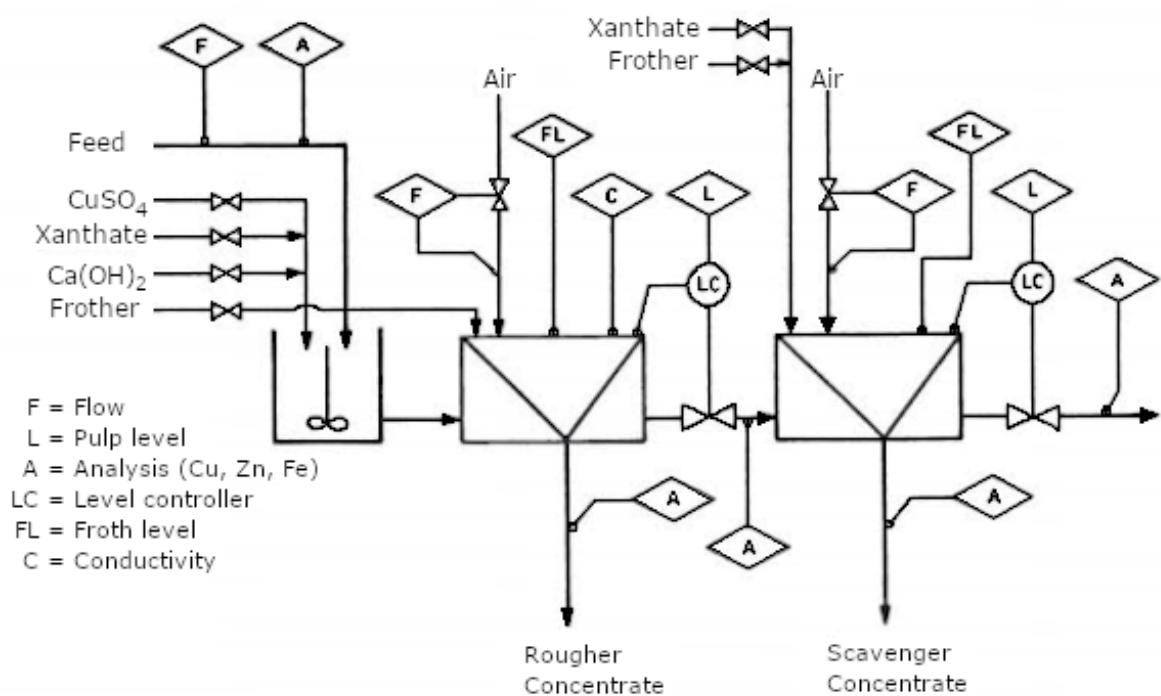 Xanthate
Frother
F
A
Air
Air
Feed
FL
FL
CuSO₄
F
C
L
F
L
Xanthate
Ca(OH)₂
LC
LC
A
Frother
F = Flow
L = Pulp level
A = Analysis (Cu, Zn, Fe)
LC = Level controller
FL = Froth level
C = Conductivity
A
A
A
Rougher
Concentrate
Scavenger
Concentrate